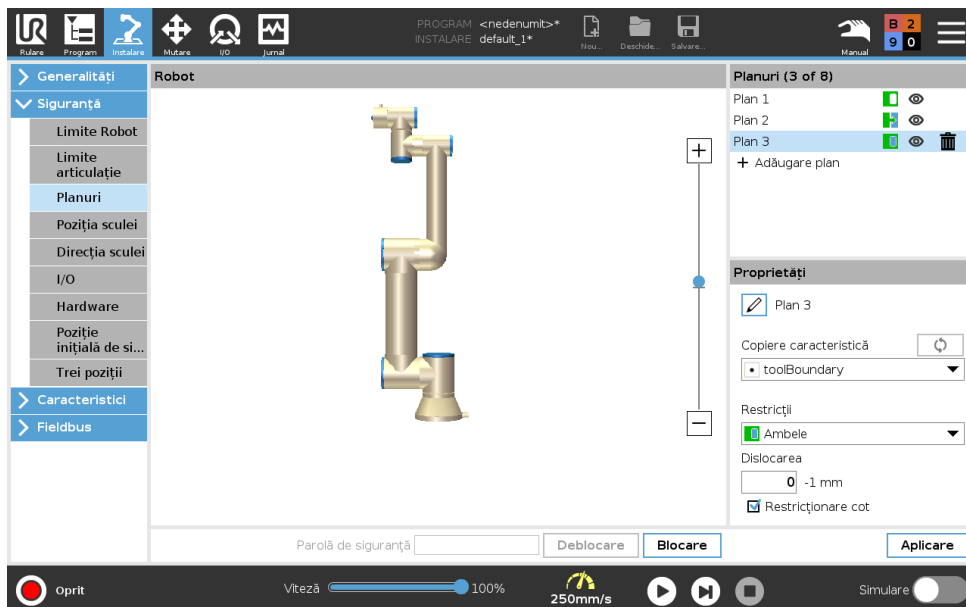 PROGRAM <nedenumit>*
INSTALARE default_1*
Rulare
Program
Instalare
Mutare
I/O
Jurnal
Nou...
Deschide...
Salvare...
Manual
B 2
9 0
Generalități
Siguranță
Limite Robot
Limite
articulație
Planuri
Poziția sculei
Direcția sculei
I/O
Hardware
Poziție
inițială de si...
Trei poziții
Caracteristici
Fieldbus
Robot
Planuri (3 of 8)
Plan 1
Plan 2
Plan 3
+ Adăugare plan
Proprietăți
Plan 3
Copiere caracteristică
toolBoundary
Restricții
Ambele
Dislocarea
0 -1 mm
Restricționare cot
Parolă de siguranță
Deblocare
Blocare
Aplicare
Oprit
Viteză
100%
250mm/s
Simulare